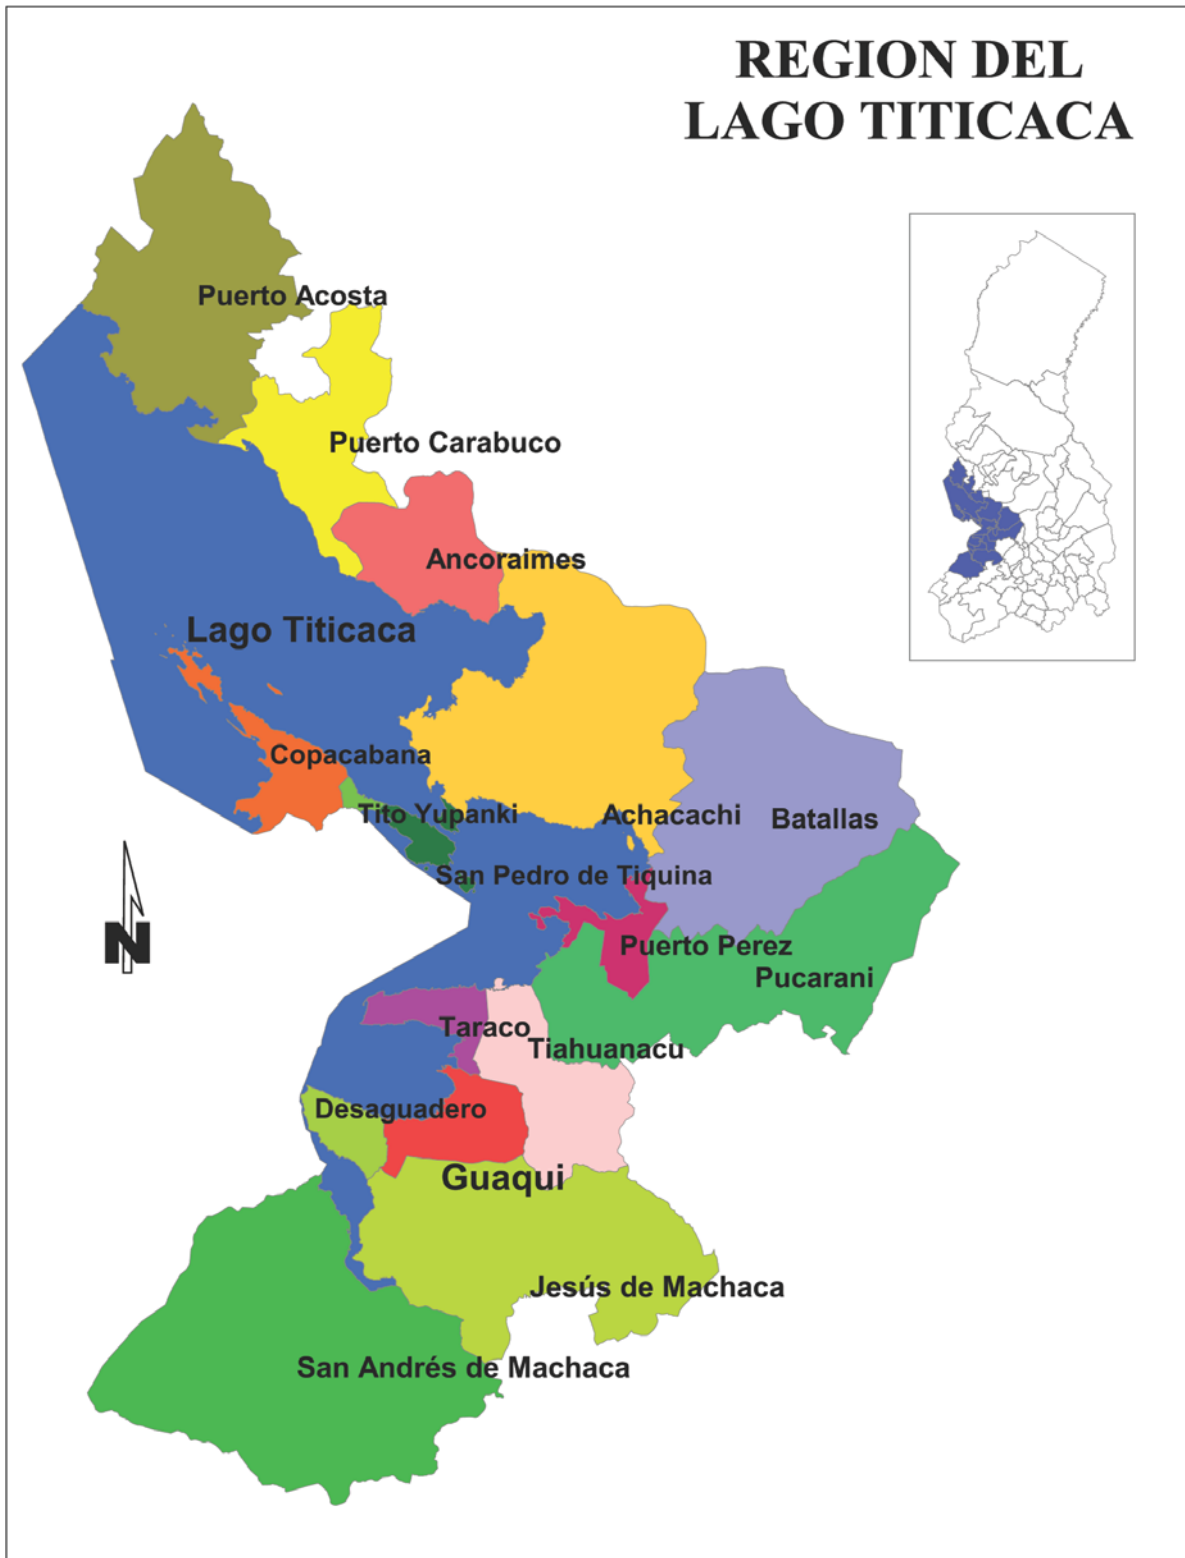 REGION DEL
LAGO TITICACA
Puerto Acosta
Puerto Carabuco
Ancoraimes
Lago Titicaca
Copacabana
Tito Yupanki
Achacachi
Batallas
San Pedro de Tiquina
N
Puerto Perez
Pucarani
Taraco
Tiahuanacu
Desaguadero
Guaqui
Jesús de Machaca
San Andrés de Machaca